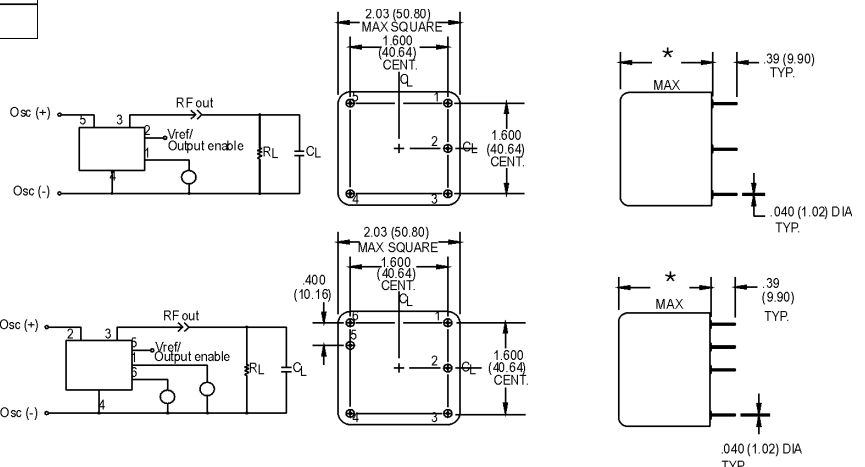 2.03 (50.80)
MAX SQUARE
1.600
(40.64)
CENT.
CL
*
MAX
.39 (9.90)
TYP.
Osc (+)
RF out
5
3
2
Vref/
Output enable
1
4
RL
CL
Osc (-)
5
1
2
CL
4
3
1.600
(40.64)
CENT.
.040 (1.02) DIA
TYP.
2.03 (50.80)
MAX SQUARE
1.600
(40.64)
CENT.
CL
.400
(10.16)
*
MAX
.39
(9.90)
TYP.
Osc (+)
RF out
2
3
5
Vref/
Output enable
1
6
4
RL
CL
Osc (-)
6
1
5
2
CL
4
3
1.600
(40.64)
CENT.
.040 (1.02) DIA
TYP.